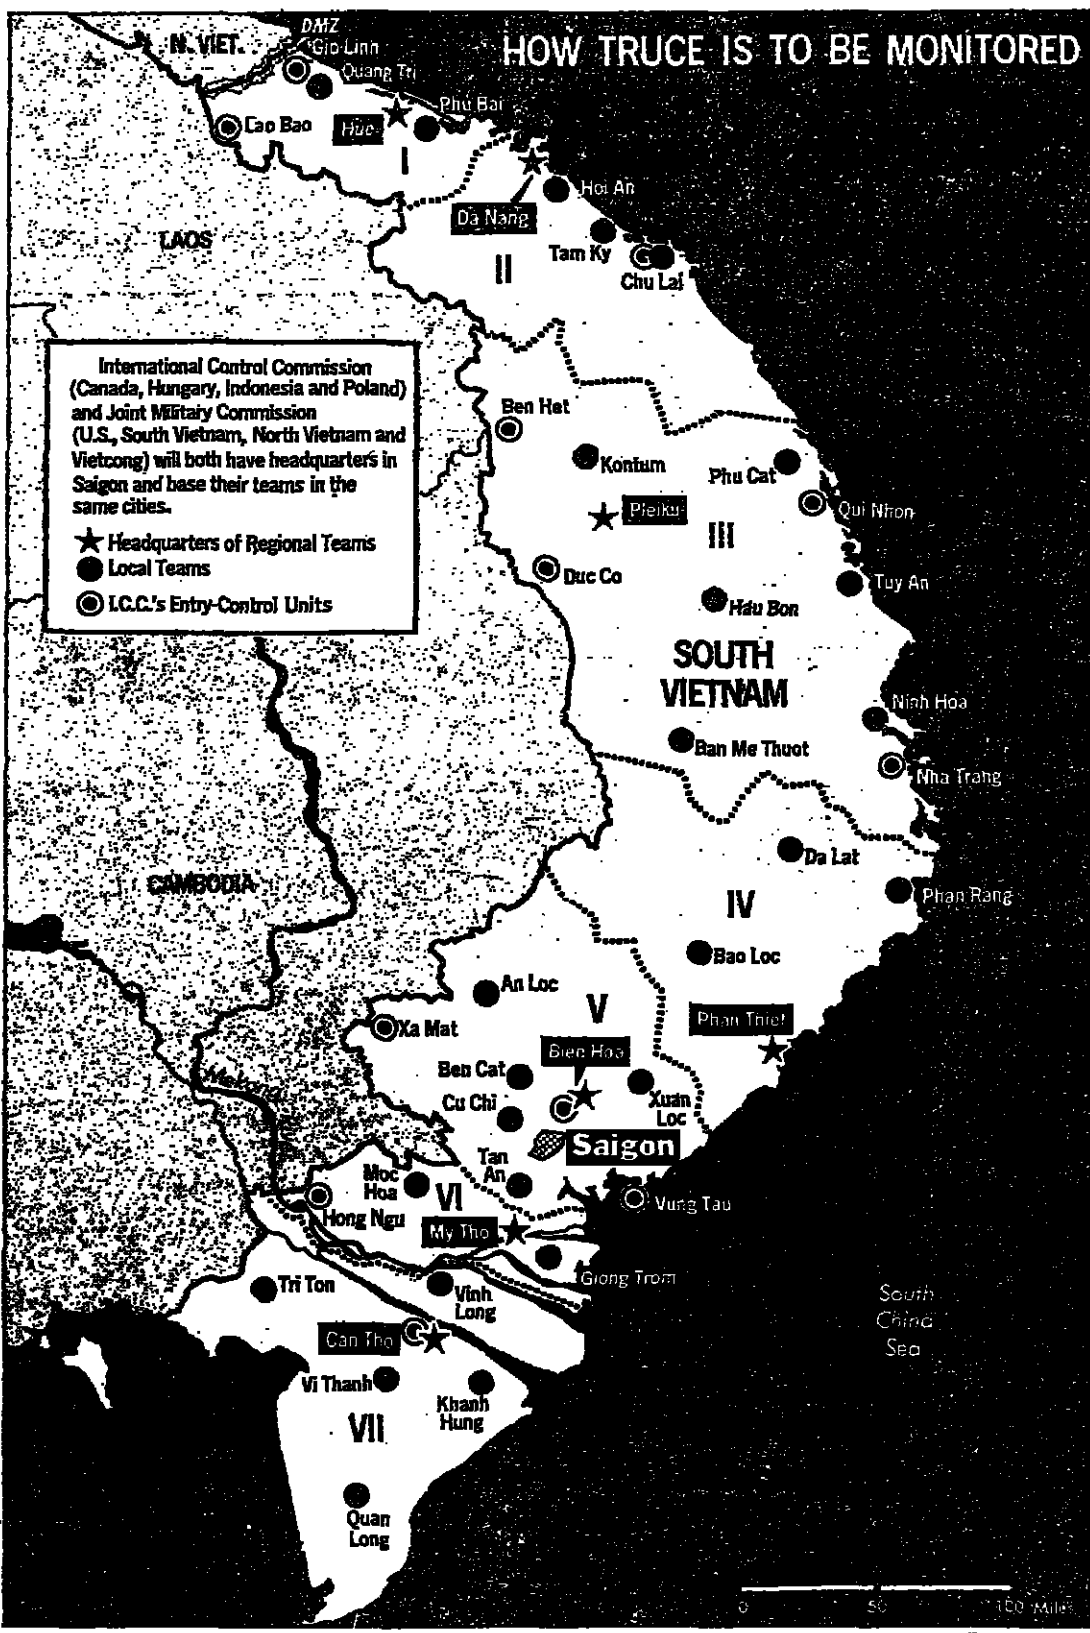 HOW TRUCE IS TO BE MONITORED
N. VIET.
DMZ
Gio Linh
Quang Tri
Phu Bai
Lao Bao
Hue
I
Hoi An
Da Nang
LAOS
Tam Ky
II
Chu Lai
International Control Commission
(Canada, Hungary, Indonesia and Poland)
and Joint Military Commission
(U.S., South Vietnam, North Vietnam and
Vietcong) will both have headquarters in
Saigon and base their teams in the
same cities.
Headquarters of Regional Teams
Local Teams
I.C.C.'s Entry-Control Units
Ben Het
Kontum
Phu Cat
Pleiku
Qui Nhon
III
Duc Co
Tuy An
Hau Bon
SOUTH
VIETNAM
Ninh Hoa
Ban Me Thuot
Nha Trang
Da Lat
CAMBODIA
Phan Rang
IV
Bao Loc
An Loc
V
Phan Thiet
Xa Mat
Bien Hoa
Ben Cat
Mekong
Cu Chi
Xuan
Loc
Saigon
Tan
An
Moc
Hoa
VI
Vung Tau
Hong Ngu
My Tho
Giong Trom
Tri Ton
Vinh
Long
South
China
Sea
Can Tho
Vi Thanh
Khanh
Hung
VII
Quan
Long
0 50 100 Miles